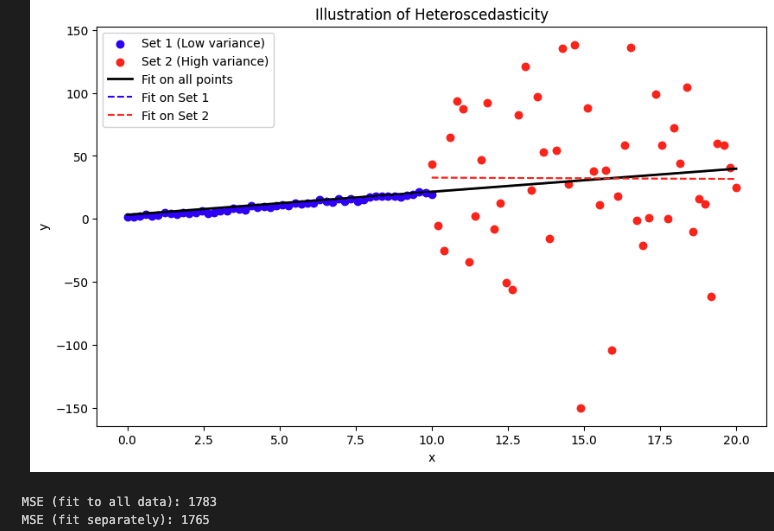 Illustration of Heteroscedasticity
150
100
50
0
−50
−100
−150
y
Set 1 (Low variance)
Set 2 (High variance)
Fit on all points
Fit on Set 1
Fit on Set 2
0.0 2.5 5.0 7.5 10.0 12.5 15.0 17.5 20.0
x
MSE (fit to all data): 1783
MSE (fit separately): 1765